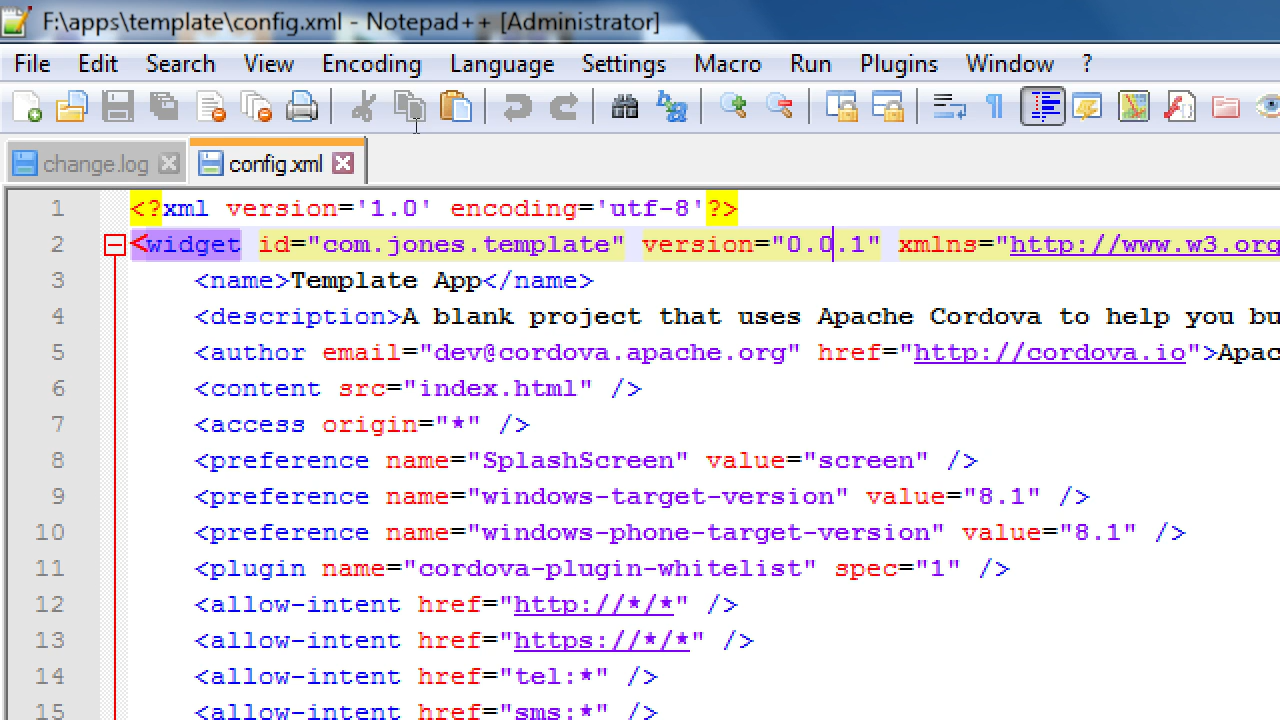 F:\apps\template\config.xml - Notepad++ [Administrator]
File Edit Search View Encoding Language Settings Macro Run Plugins Window ?
change.log config.xml
1 <?xml version='1.0' encoding='utf-8'?>
2 <widget id="com.jones.template" version="0.0.1" xmlns="http://www.w3.org
3 <name>Template App</name>
4 <description>A blank project that uses Apache Cordova to help you bu
5 <author email="dev@cordova.apache.org" href="http://cordova.io">Apac
6 <content src="index.html" />
7 <access origin="*" />
8 <preference name="SplashScreen" value="screen" />
9 <preference name="windows-target-version" value="8.1" />
10 <preference name="windows-phone-target-version" value="8.1" />
11 <plugin name="cordova-plugin-whitelist" spec="1" />
12 <allow-intent href="http://*/*" />
13 <allow-intent href="https://*/*" />
14 <allow-intent href="tel:*" />
15 <allow-intent href="sms:*" />